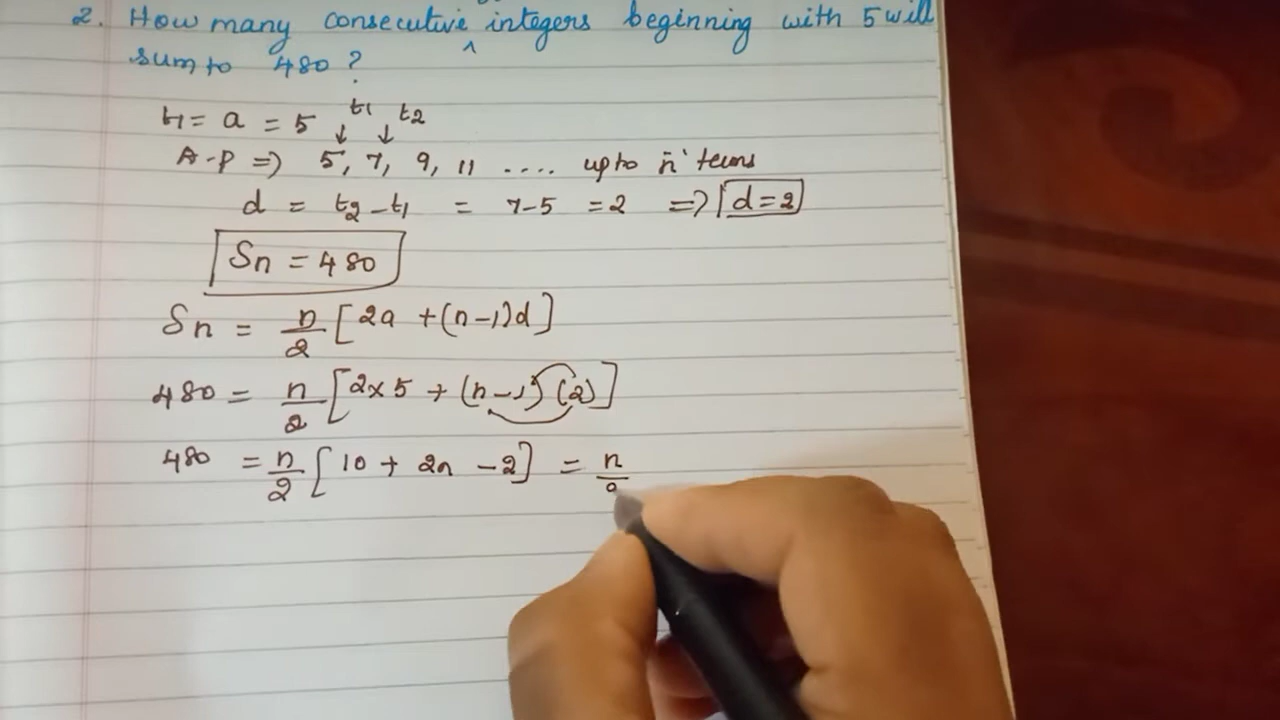 2. How many consecutive ^ integers beginning with 5 will
sum to 480 ?
t1 = a = 5 t1 t2
↓ ↓
A.P => 5, 7, 9, 11 .... upto 'n' terms
d = t2 - t1 = 7-5 = 2 => d = 2
Sn = 480
Sn = n/2 [2a + (n-1)d]
480 = n/2 [2x5 + (n-1) (2)]
480 = n/2 [10 + 2n - 2] = n/2